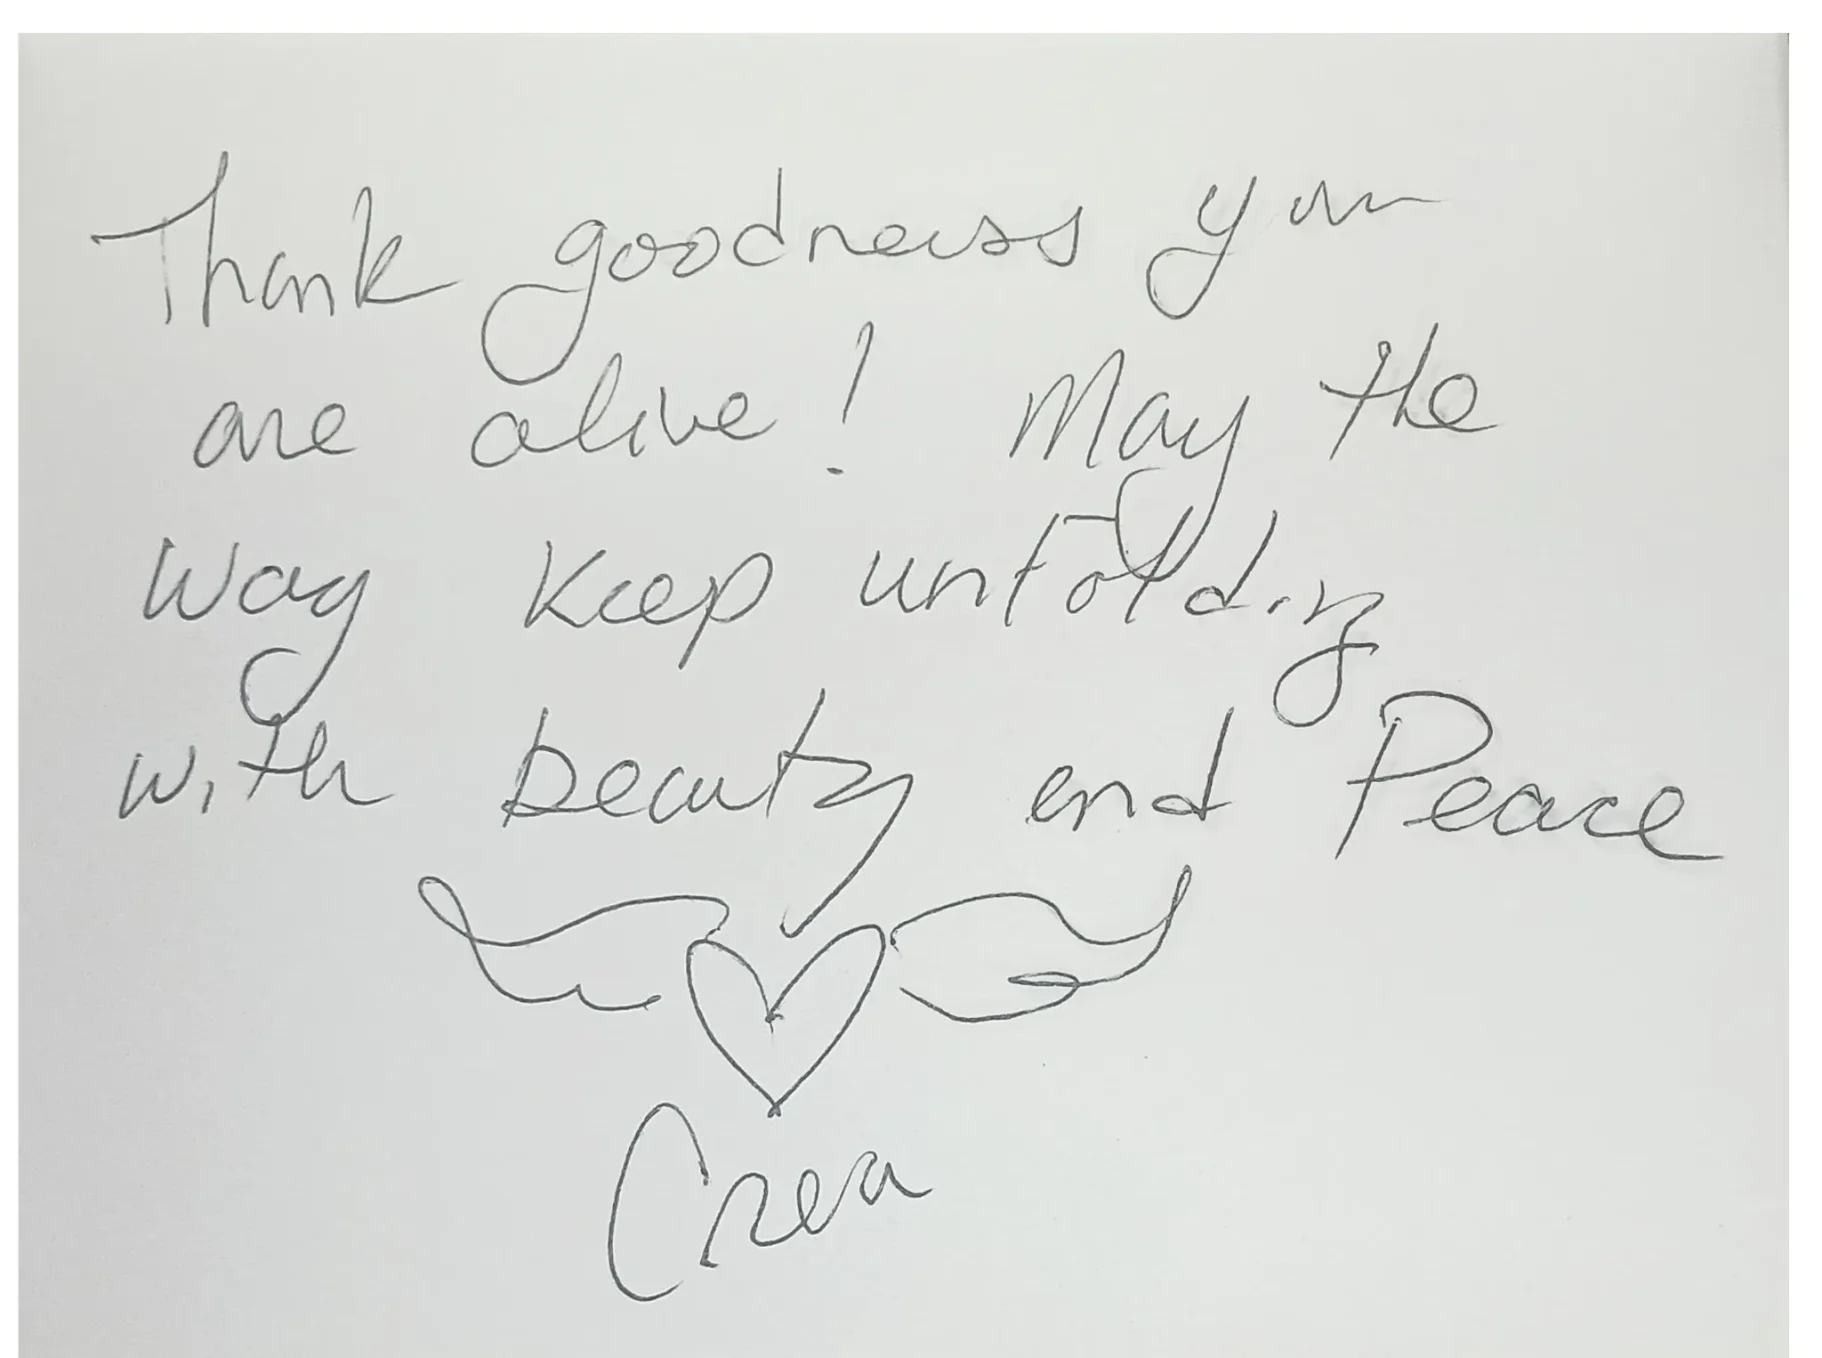 Thank goodness you
are alive! May the
way keep unfolding
with beauty and Peace
Crea